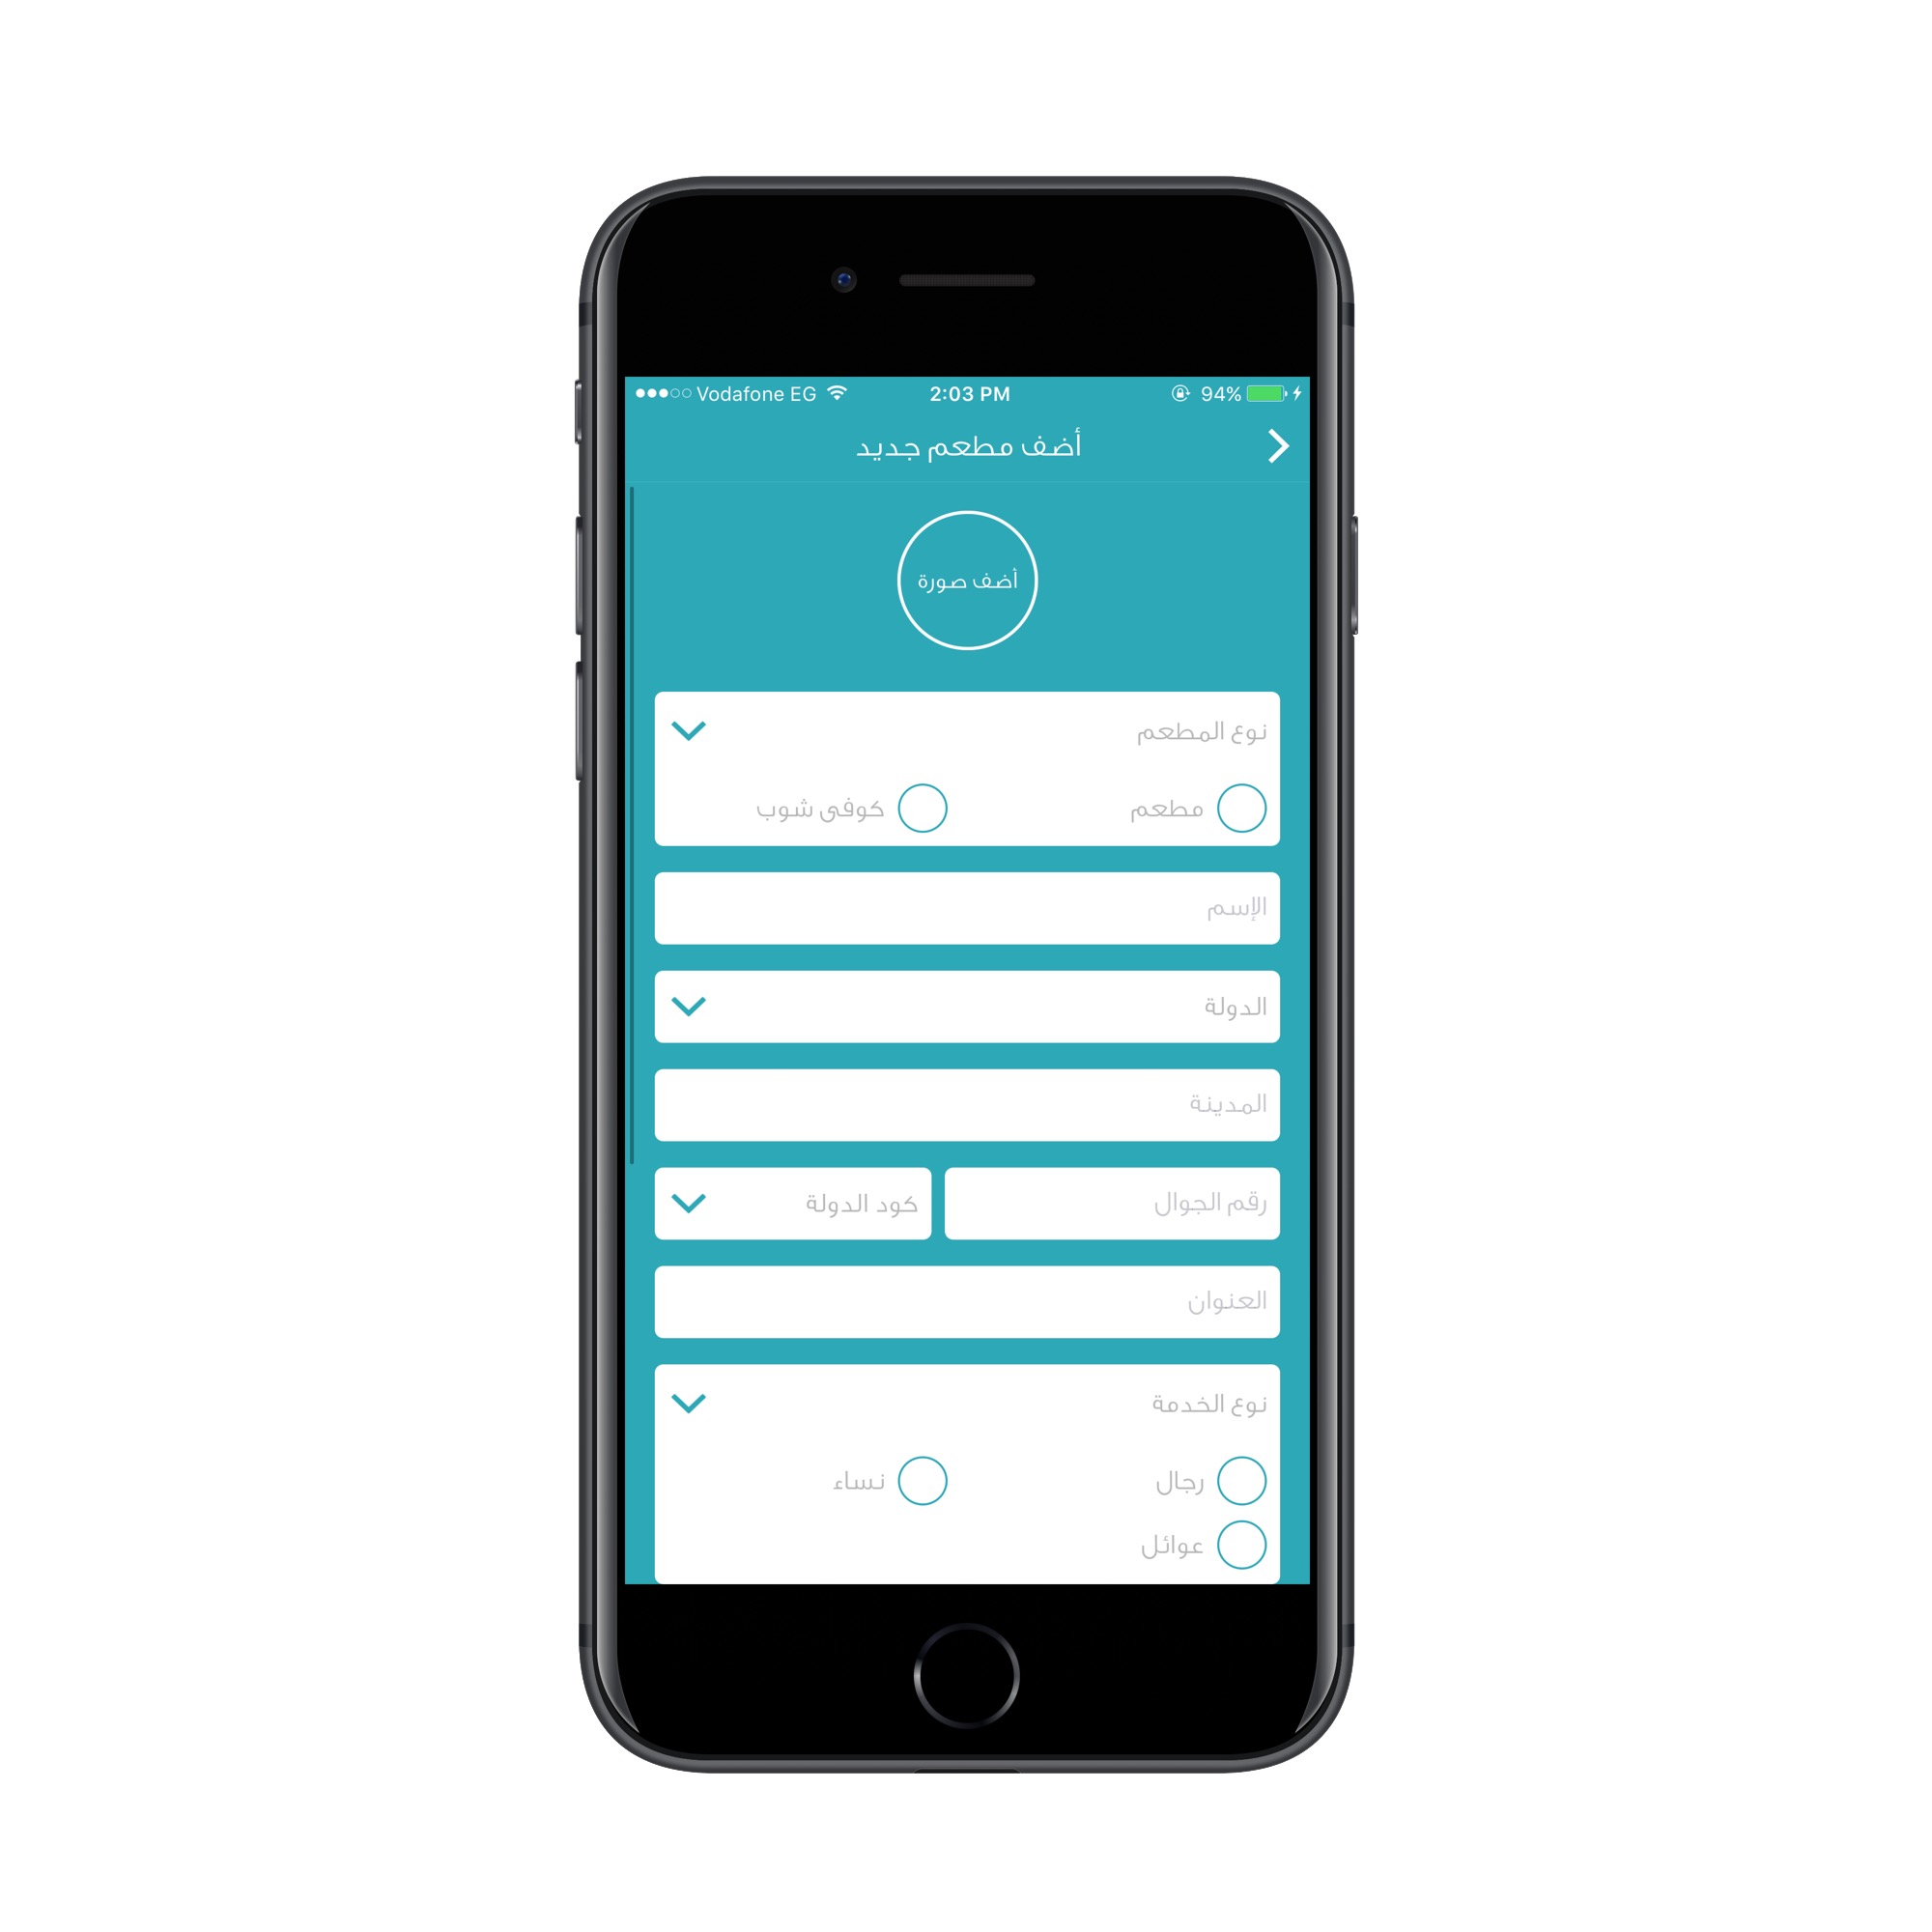 Vodafone EG 2:03 PM 94%
أضف مطعم جديد
أضف صورة
نوع المطعم
مطعم كوفى شوب
الإسم
الدولة
المدينة
رقم الجوال كود الدولة
العنوان
نوع الخدمة
رجال نساء
عوائل